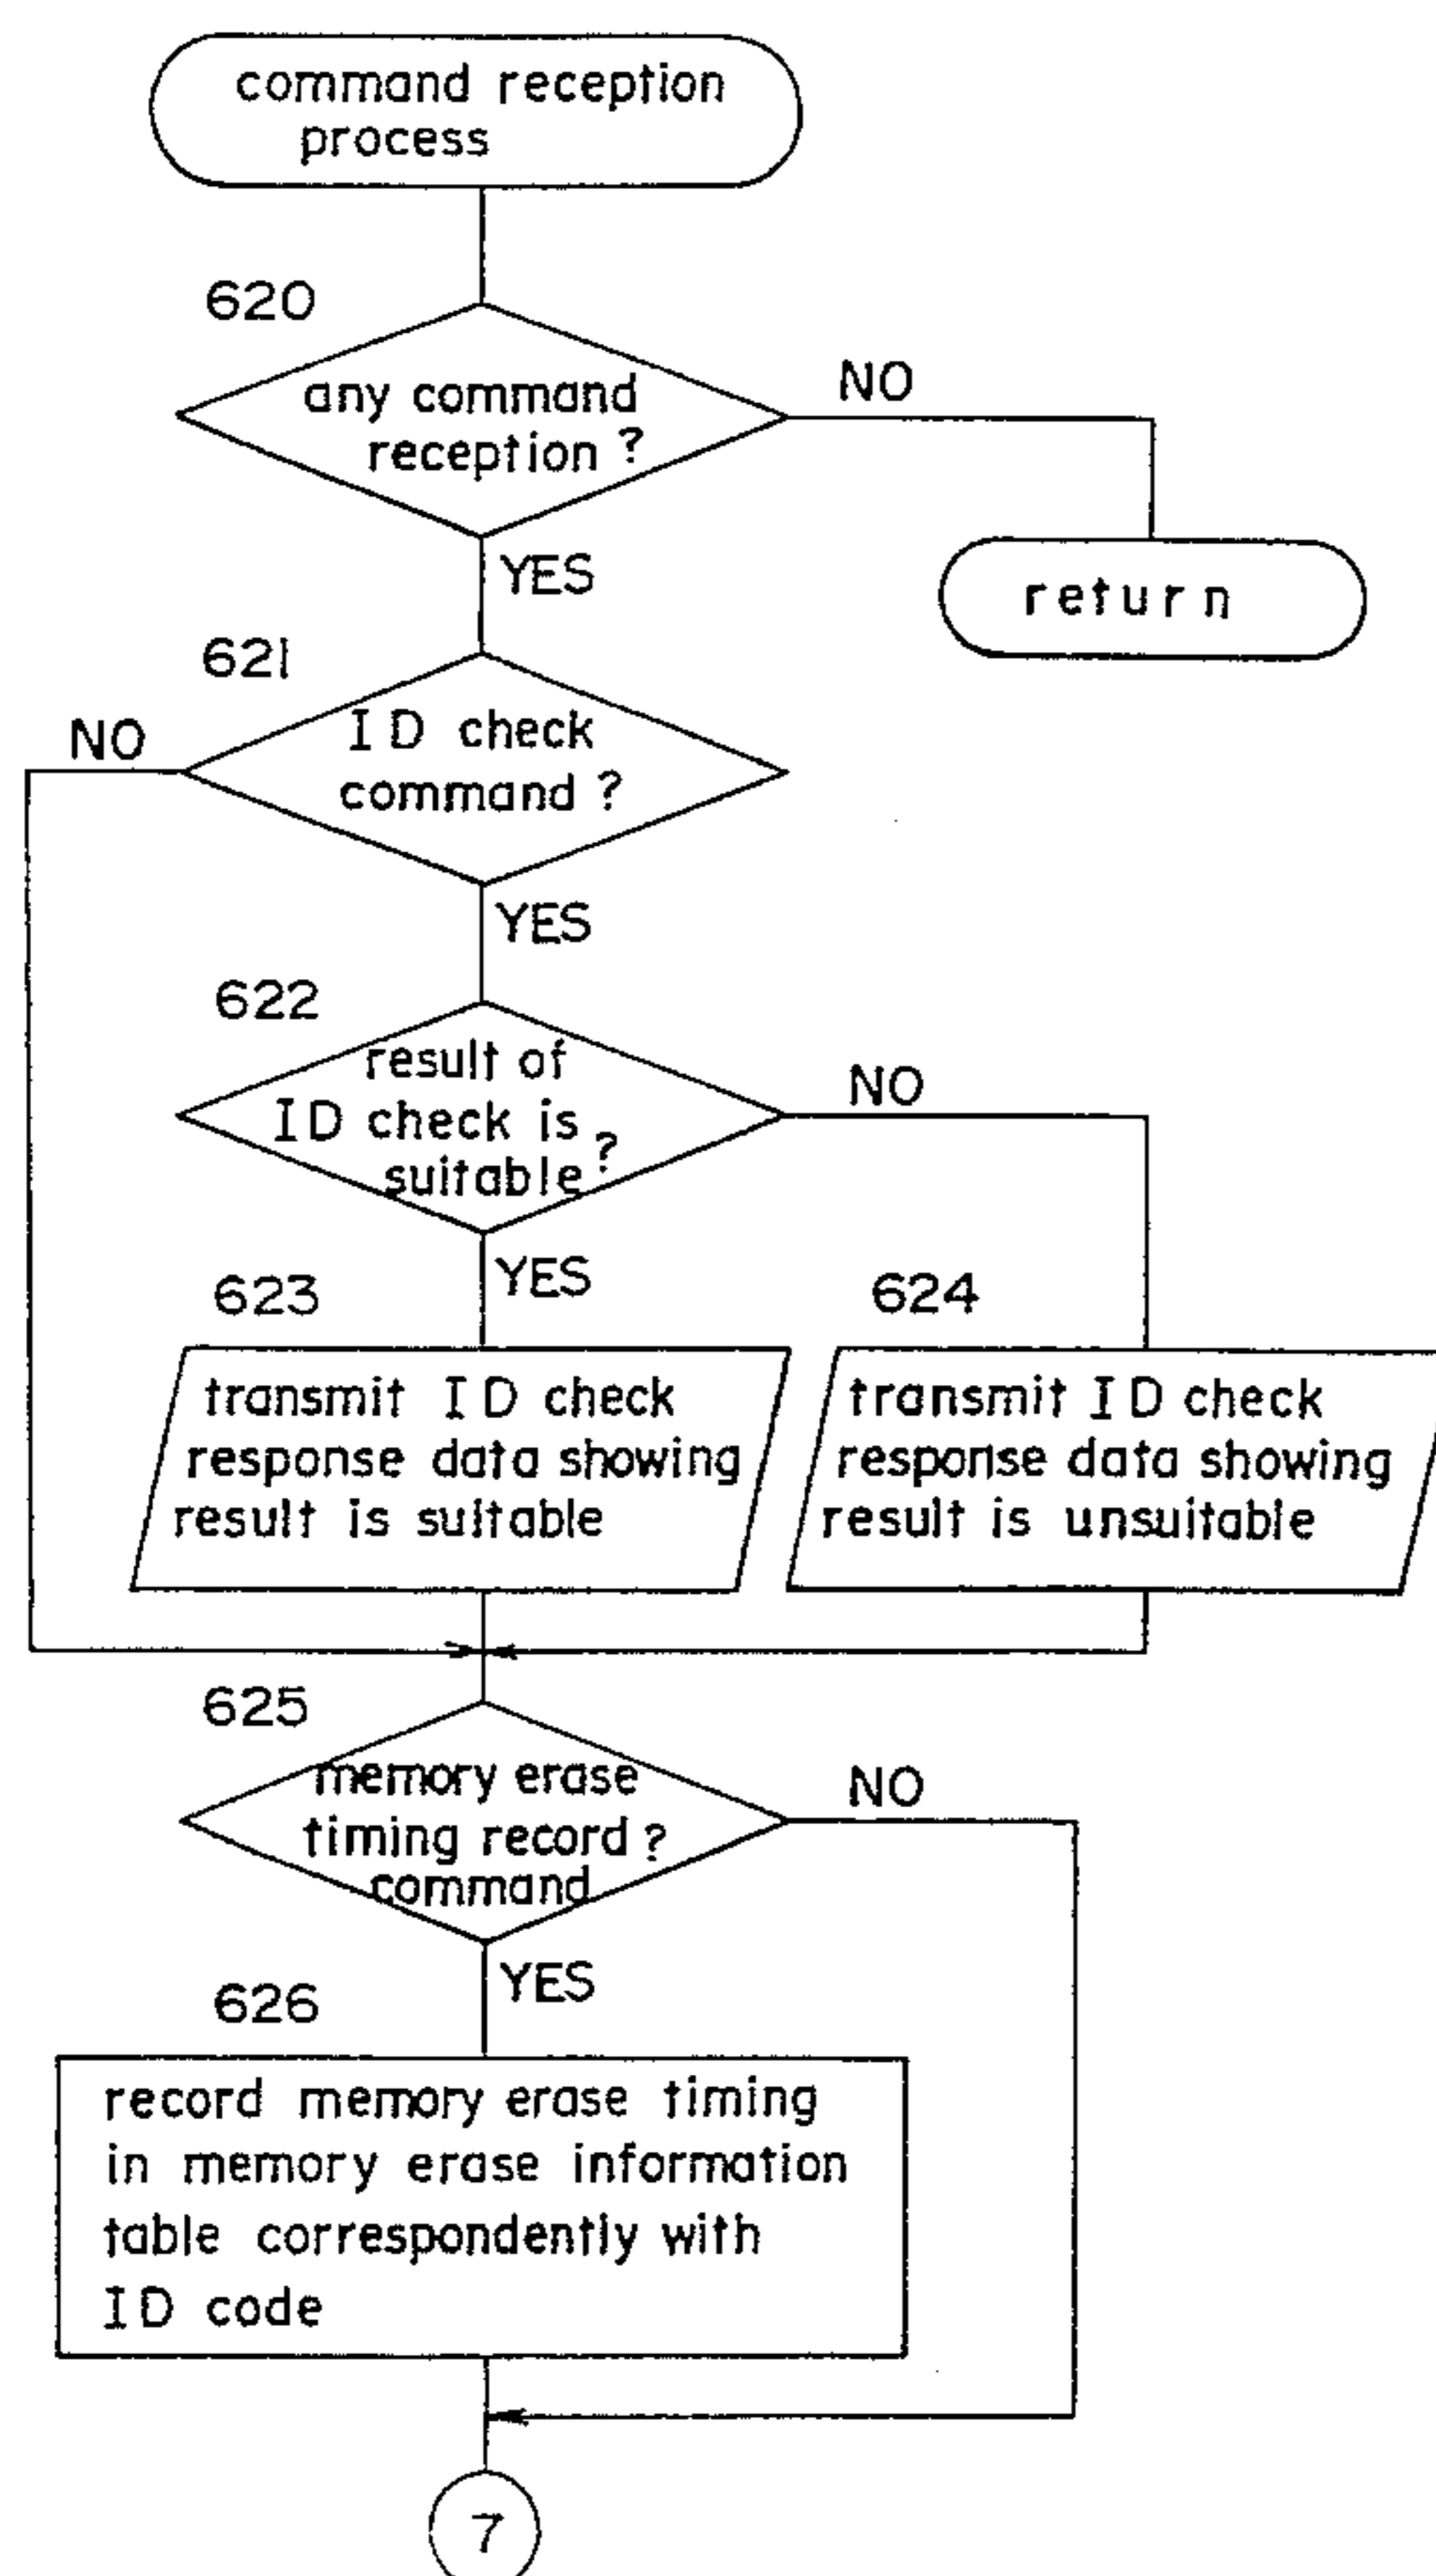 command reception
process
620
any command
reception ?
NO
YES
return
621
NO
ID check
command ?
YES
622
result of
ID check is
suitable ?
NO
YES
623
624
transmit ID check
response data showing
result is suitable
transmit ID check
response data showing
result is unsuitable
625
memory erase
timing record ?
command
NO
YES
626
record memory erase timing
in memory erase information
table correspondently with
ID code
7